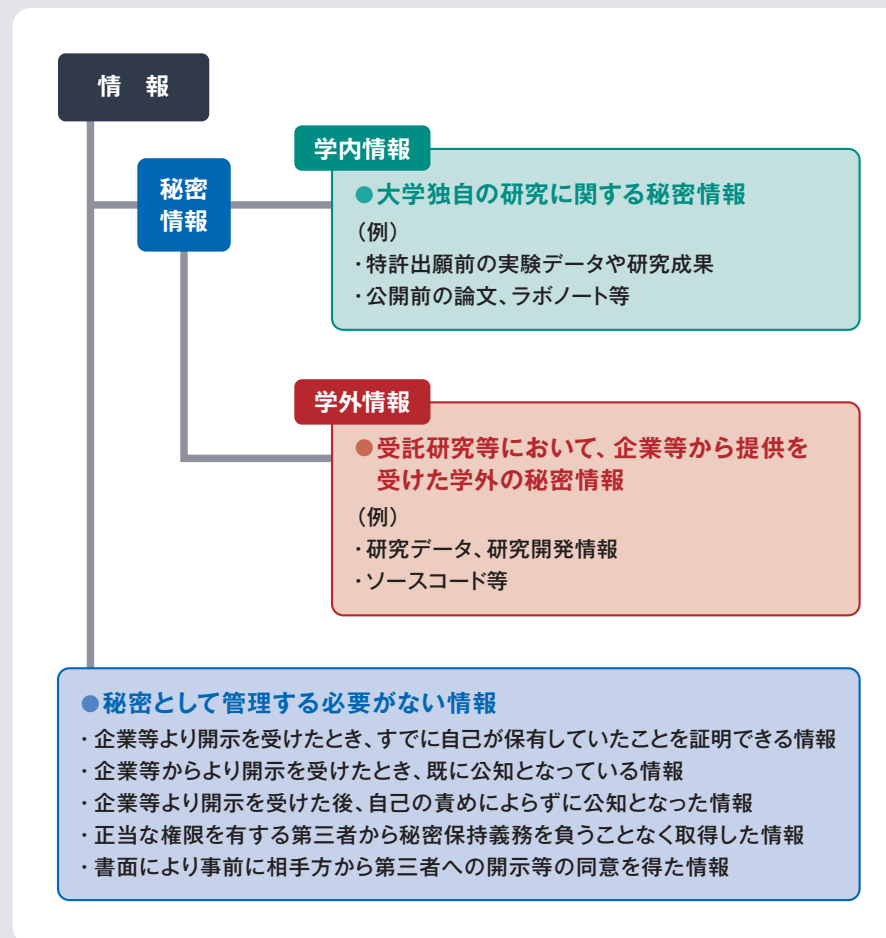 情　報
秘密
情報
学内情報
●大学独自の研究に関する秘密情報
（例）
・特許出願前の実験データや研究成果
・公開前の論文、ラボノート等
学外情報
●受託研究等において、企業等から提供を
受けた学外の秘密情報
（例）
・研究データ、研究開発情報
・ソースコード等
●秘密として管理する必要がない情報
・企業等より開示を受けたとき、すでに自己が保有していたことを証明できる情報
・企業等からより開示を受けたとき、既に公知となっている情報
・企業等より開示を受けた後、自己の責めによらずに公知となった情報
・正当な権限を有する第三者から秘密保持義務を負うことなく取得した情報
・書面により事前に相手方から第三者への開示等の同意を得た情報